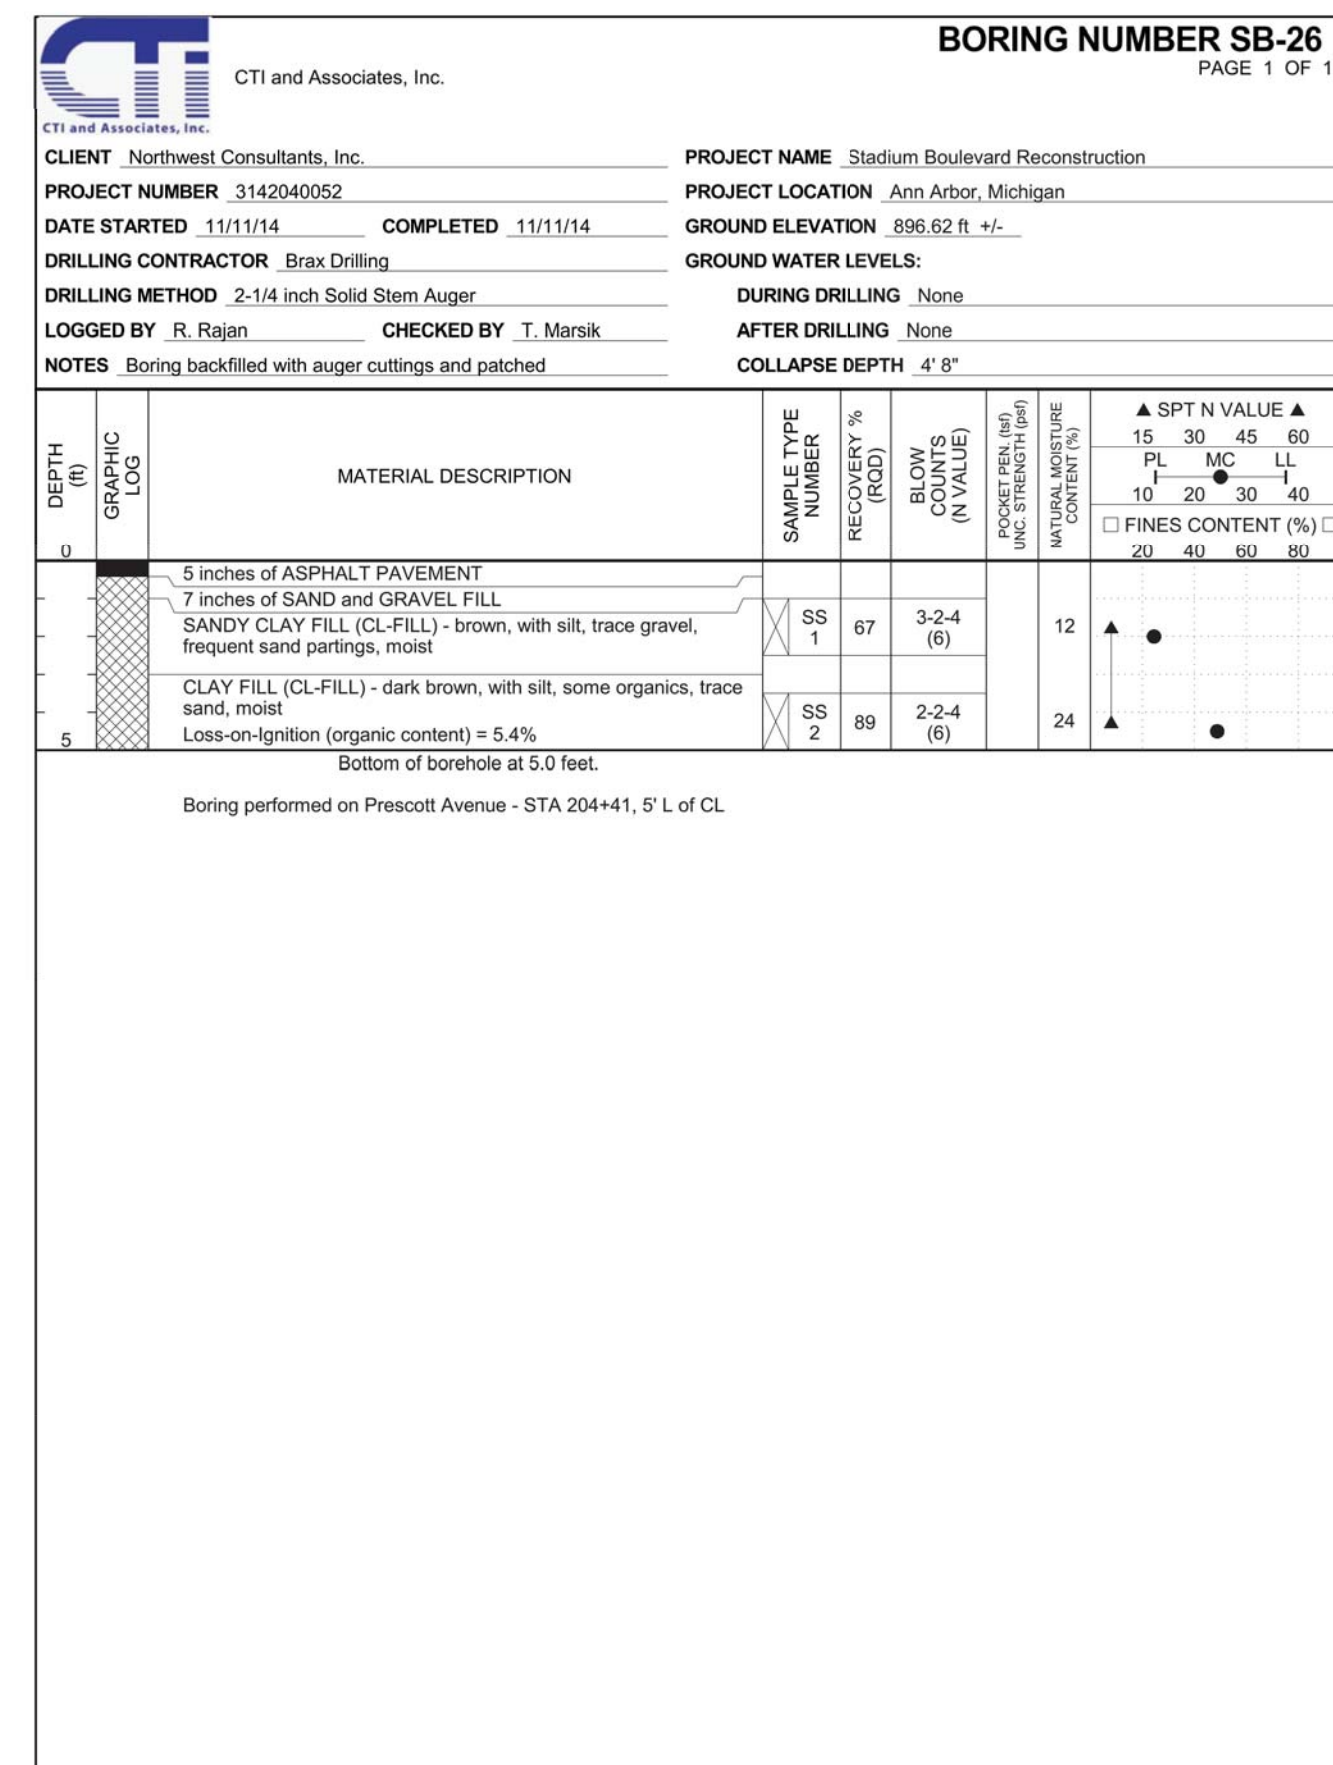 BORING NUMBER SB-26
PAGE 1 OF 1
CTI and Associates, Inc.
CTi
CTI and Associates, Inc.
CLIENT Northwest Consultants, Inc. PROJECT NAME Stadium Boulevard Reconstruction
PROJECT NUMBER 3142040052 PROJECT LOCATION Ann Arbor, Michigan
DATE STARTED 11/11/14 COMPLETED 11/11/14 GROUND ELEVATION 896.62 ft +/-
DRILLING CONTRACTOR Brax Drilling GROUND WATER LEVELS:
DRILLING METHOD 2-1/4 inch Solid Stem Auger DURING DRILLING None
LOGGED BY R. Rajan CHECKED BY T. Marsik AFTER DRILLING None
NOTES Boring backfilled with auger cuttings and patched COLLAPSE DEPTH 4' 8"
DEPTH
(ft)
GRAPHIC
LOG
MATERIAL DESCRIPTION
SAMPLE TYPE
NUMBER
RECOVERY %
(RQD)
BLOW
COUNTS
(N VALUE)
POCKET PEN. (tsf)
UNC. STRENGTH (psf)
NATURAL MOISTURE
CONTENT (%)
▲ SPT N VALUE ▲
15 30 45 60
PL MC LL
10 20 30 40
□ FINES CONTENT (%) □
20 40 60 80
0
5 inches of ASPHALT PAVEMENT
7 inches of SAND and GRAVEL FILL
SANDY CLAY FILL (CL-FILL) - brown, with silt, trace gravel,
frequent sand partings, moist
SS
1
67
3-2-4
(6)
12
CLAY FILL (CL-FILL) - dark brown, with silt, some organics, trace
sand, moist
Loss-on-Ignition (organic content) = 5.4%
SS
2
89
2-2-4
(6)
24
5
Bottom of borehole at 5.0 feet.
Boring performed on Prescott Avenue - STA 204+41, 5' L of CL